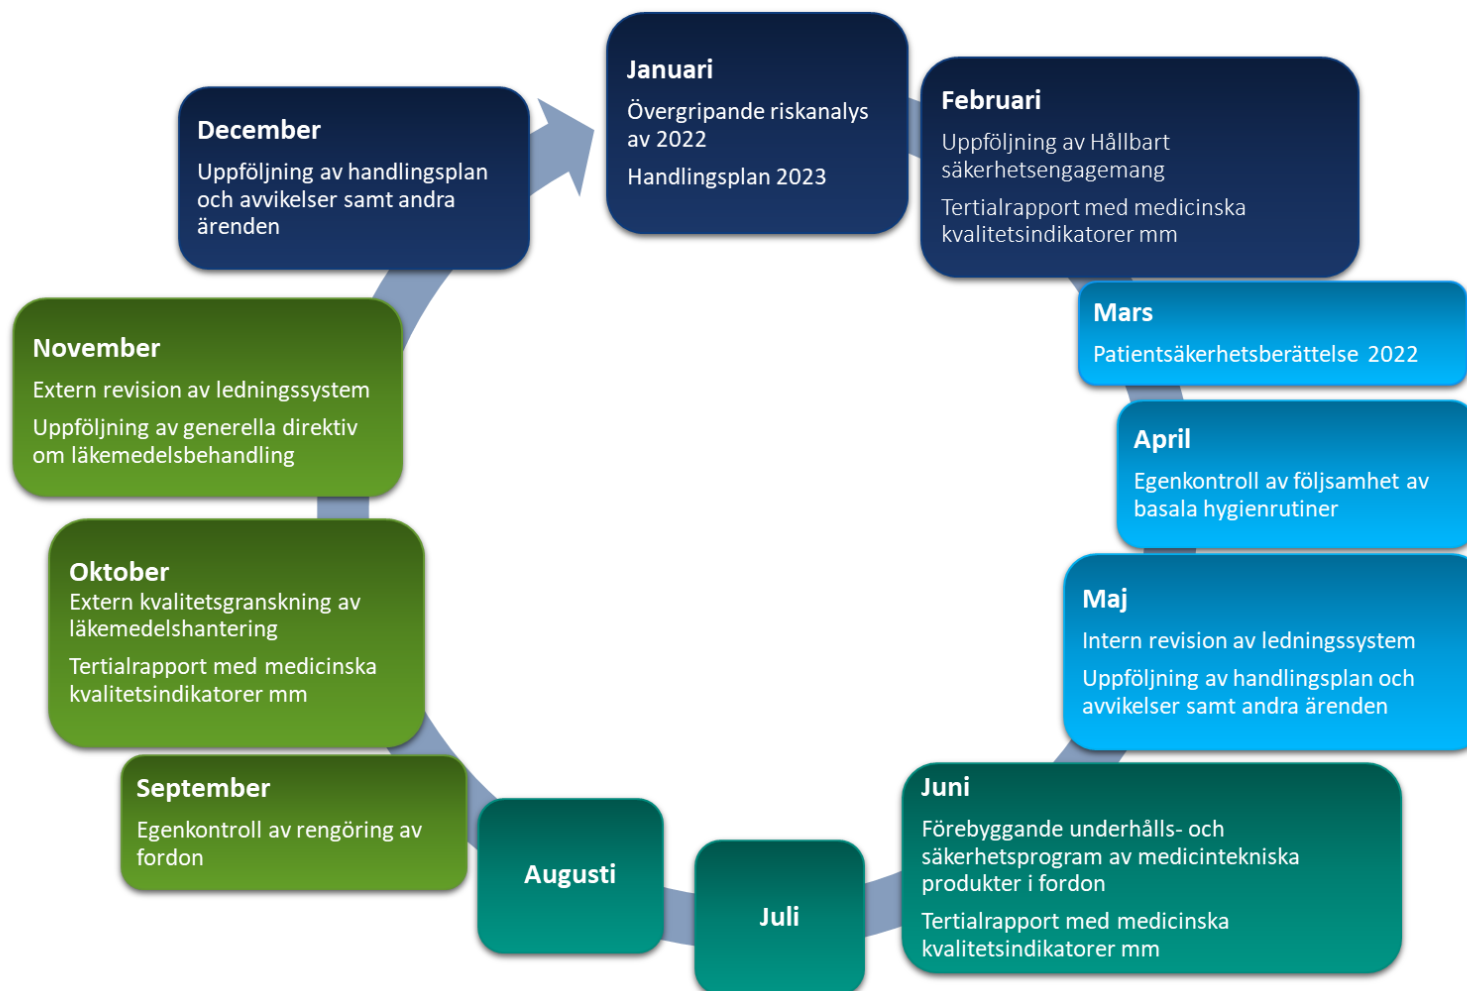 Januari
Övergripande riskanalys
av 2022
Handlingsplan 2023
Februari
Uppföljning av Hållbart
säkerhetsengagemang
Tertialrapport med medicinska
kvalitetsindikatorer mm
Mars
Patientsäkerhetsberättelse 2022
April
Egenkontroll av följsamhet av
basala hygienrutiner
Maj
Intern revision av ledningssystem
Uppföljning av handlingsplan och
avvikelser samt andra ärenden
Juni
Förebyggande underhålls- och
säkerhetsprogram av medicintekniska
produkter i fordon
Tertialrapport med medicinska
kvalitetsindikatorer mm
Juli
Augusti
September
Egenkontroll av rengöring av
fordon
Oktober
Extern kvalitetsgranskning av
läkemedelshantering
Tertialrapport med medicinska
kvalitetsindikatorer mm
November
Extern revision av ledningssystem
Uppföljning av generella direktiv
om läkemedelsbehandling
December
Uppföljning av handlingsplan
och avvikelser samt andra
ärenden